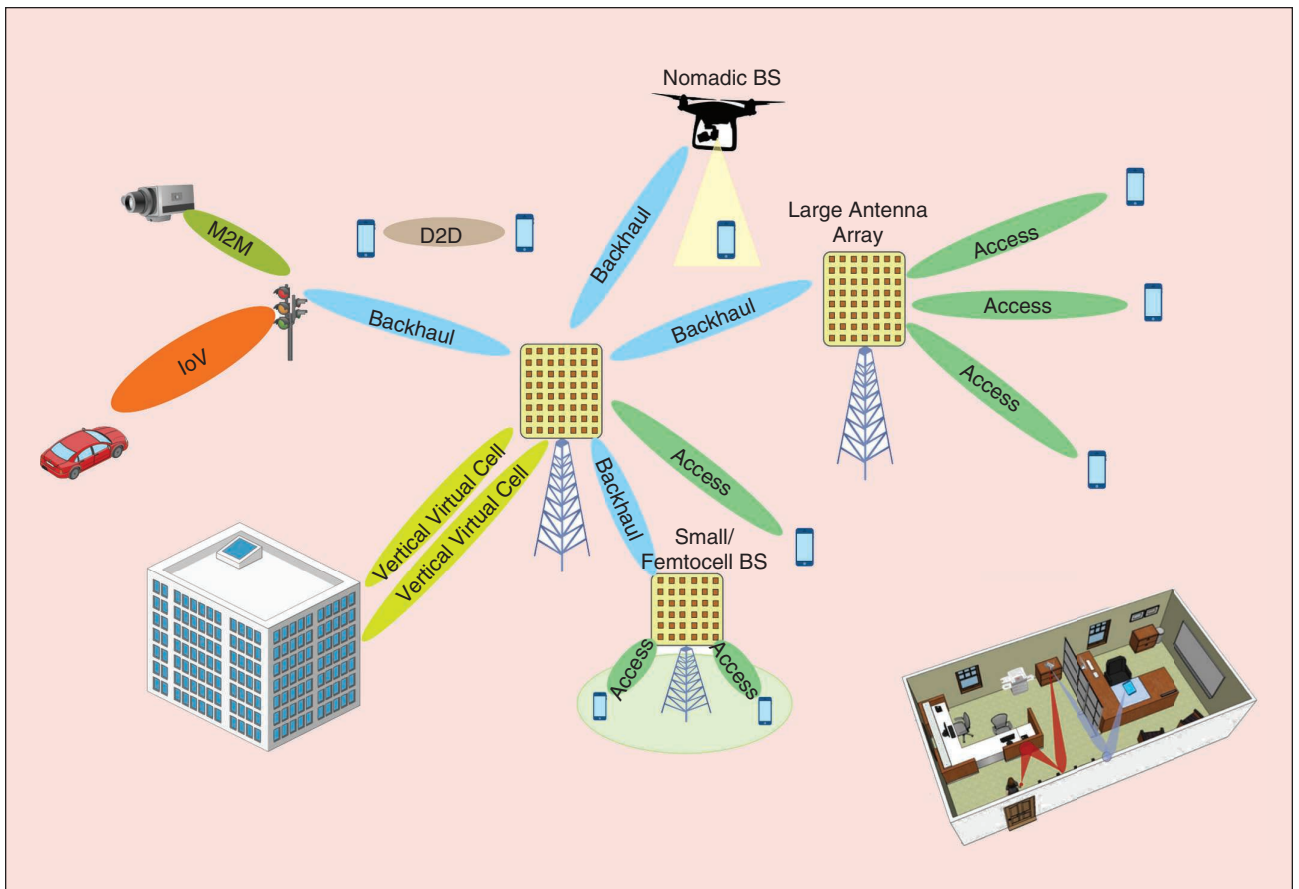 Nomadic BS
Large Antenna
Array
M2M
D2D
Backhaul
Access
Access
Backhaul
Backhaul
IoV
Access
Access
Vertical Virtual Cell
Vertical Virtual Cell
Backhaul
Small/
Femtocell BS
Access
Access